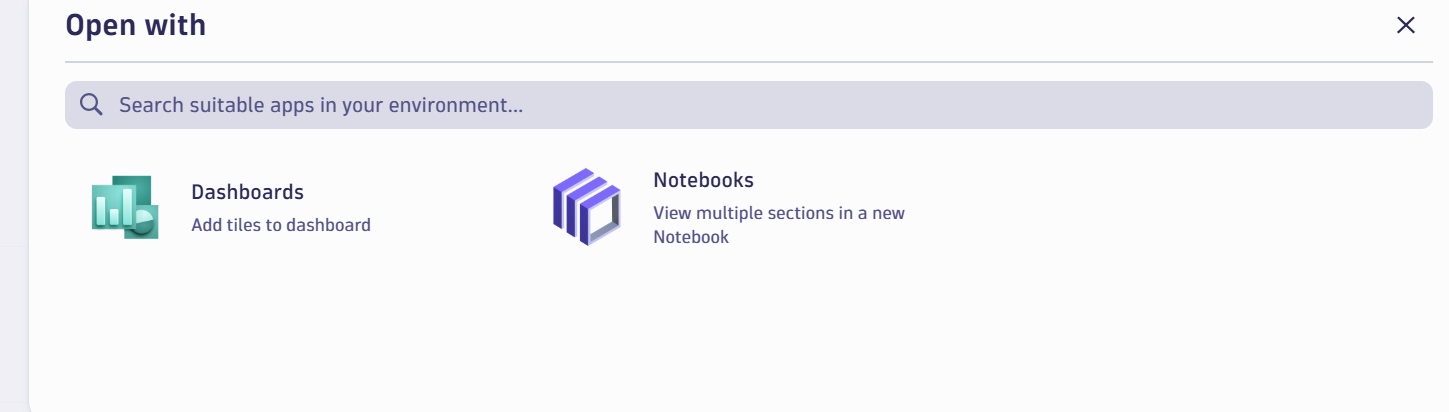 Open with
Search suitable apps in your environment...
Dashboards
Add tiles to dashboard
Notebooks
View multiple sections in a new
Notebook